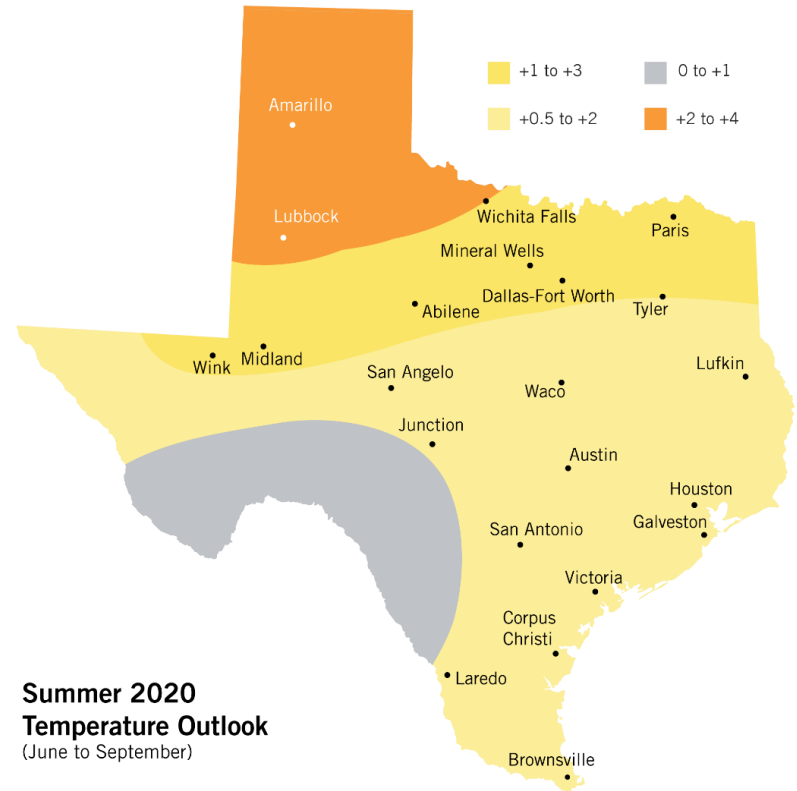 +1 to +3
0 to +1
+0.5 to +2
+2 to +4
Amarillo
Lubbock
Wichita Falls
Paris
Mineral Wells
Dallas-Fort Worth
Abilene
Tyler
Wink
Midland
San Angelo
Lufkin
Waco
Junction
Austin
Houston
Galveston
San Antonio
Victoria
Corpus
Christi
Laredo
Brownsville
Summer 2020
Temperature Outlook
(June to September)